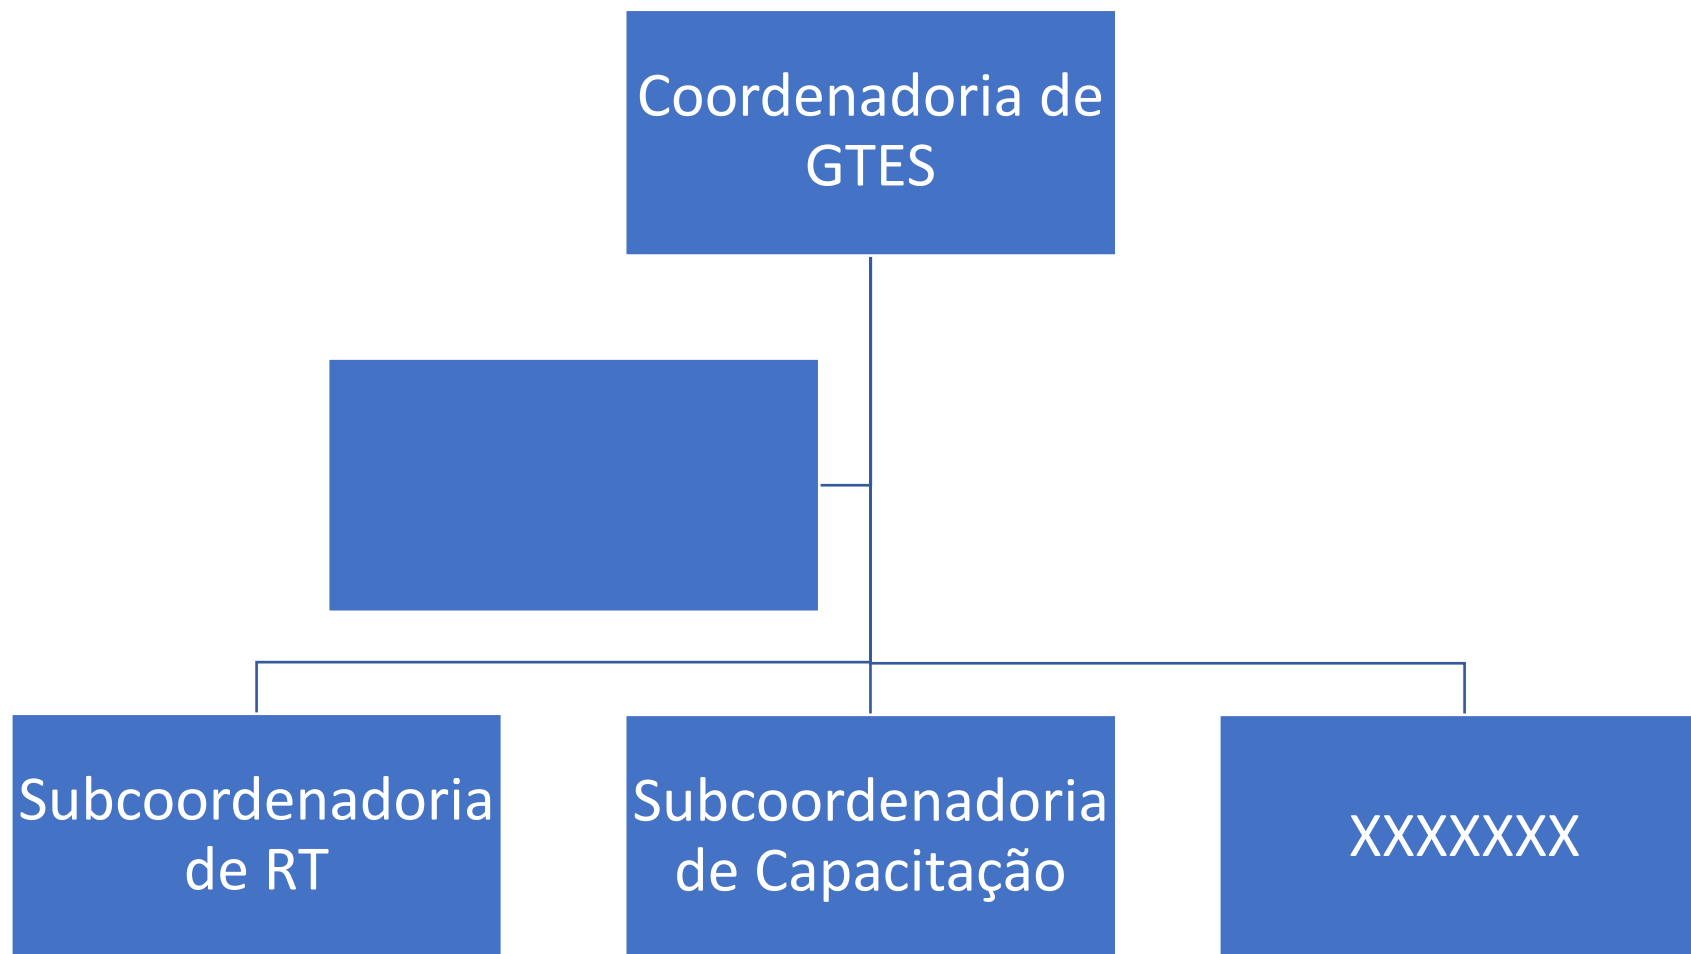 Coordenadoria de
GTES
Subcoordenadoria
de RT
Subcoordenadoria
de Capacitação
XXXXXXX